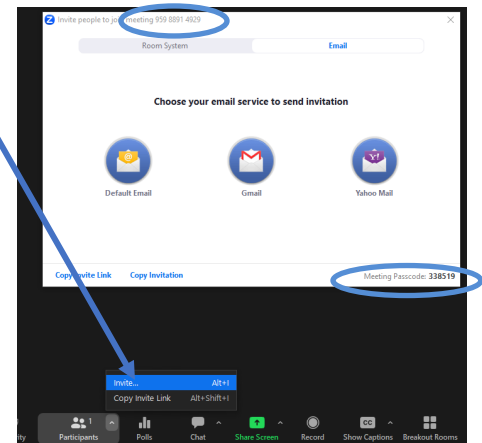 Invite people to join meeting 959 8891 4929
Room System
Email
Choose your email service to send invitation
Default Email
Gmail
Yahoo Mail
Copy Invite Link
Copy Invitation
Meeting Passcode: 338519
Invite... Alt+I
Copy Invite Link Alt+Shift+I
1
ity
Participants
Polls
Chat
Share Screen
Record
CC
Show Captions
Breakout Rooms